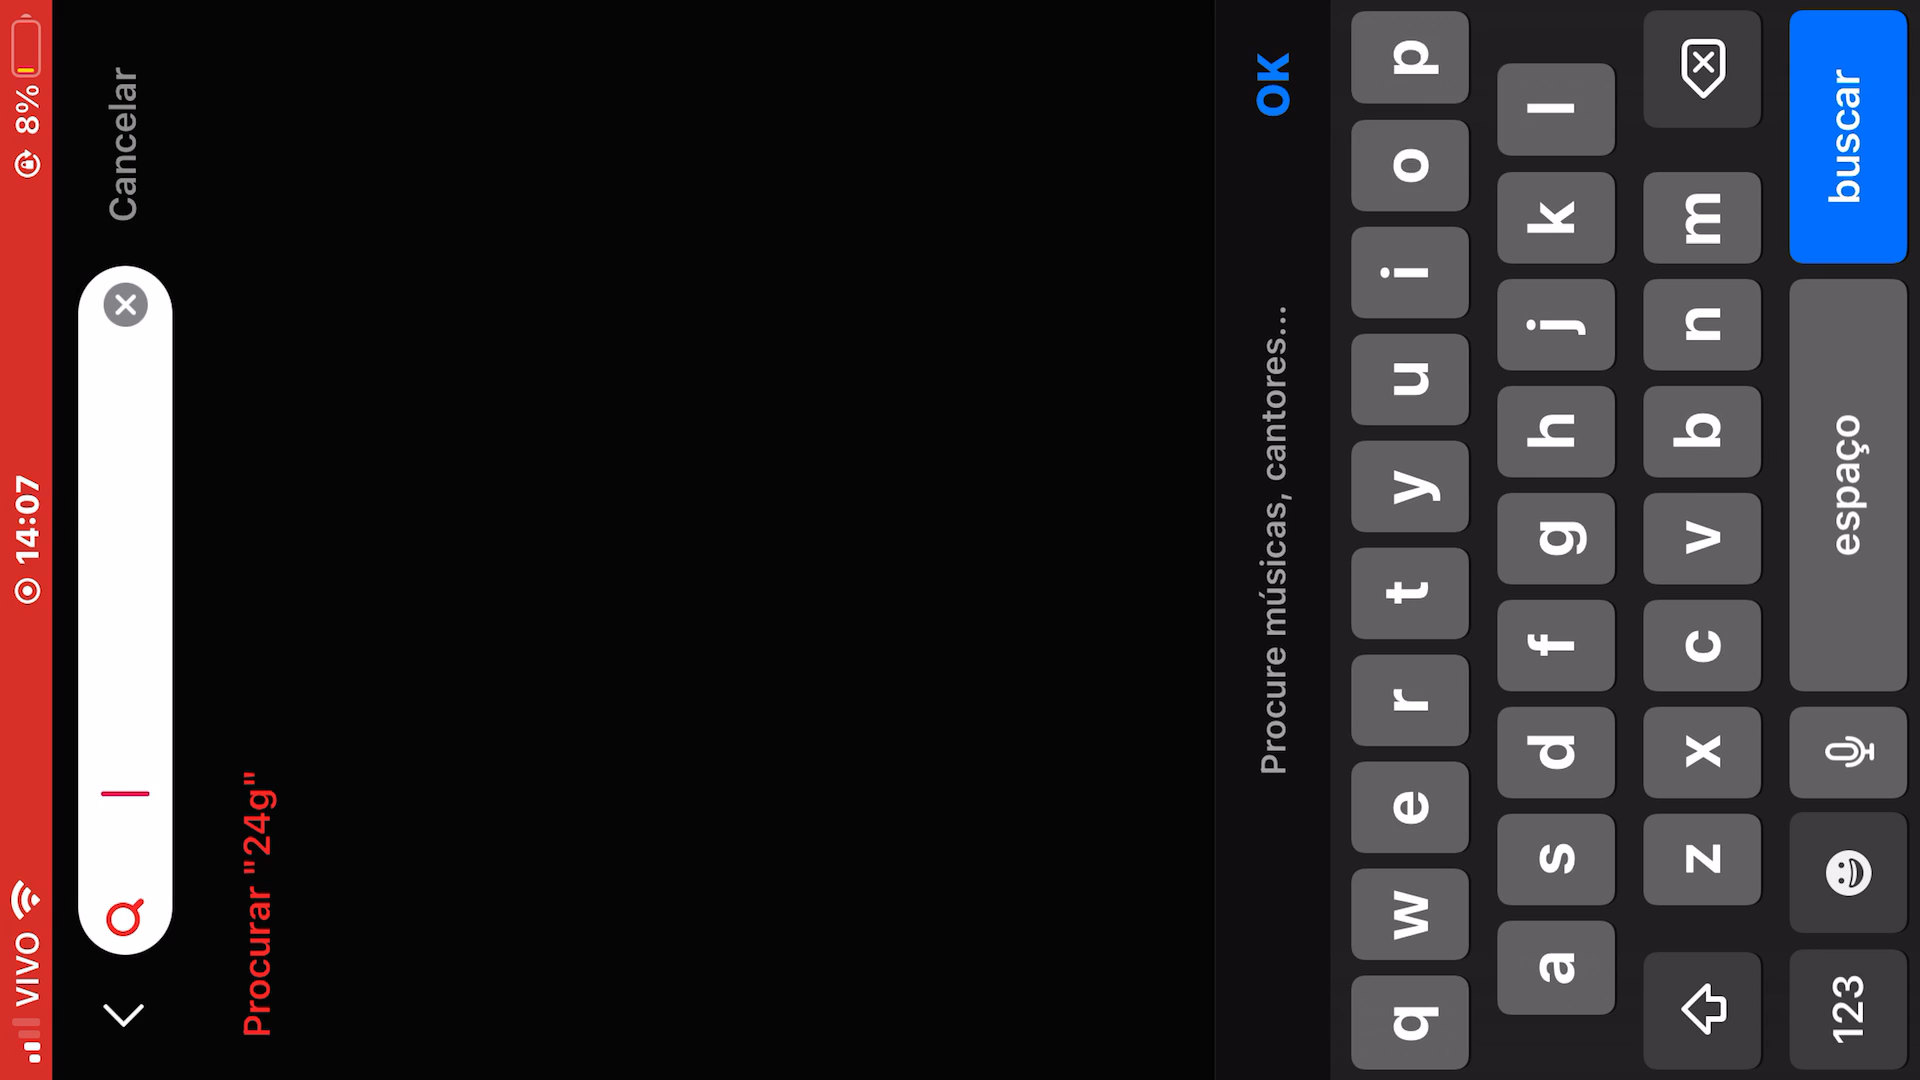 VIVO 14:07 8%
Cancelar
Procurar "24g"
Procure músicas, cantores... OK
q w e r t y u i o p
a s d f g h j k l
z x c v b n m
123 espaço buscar